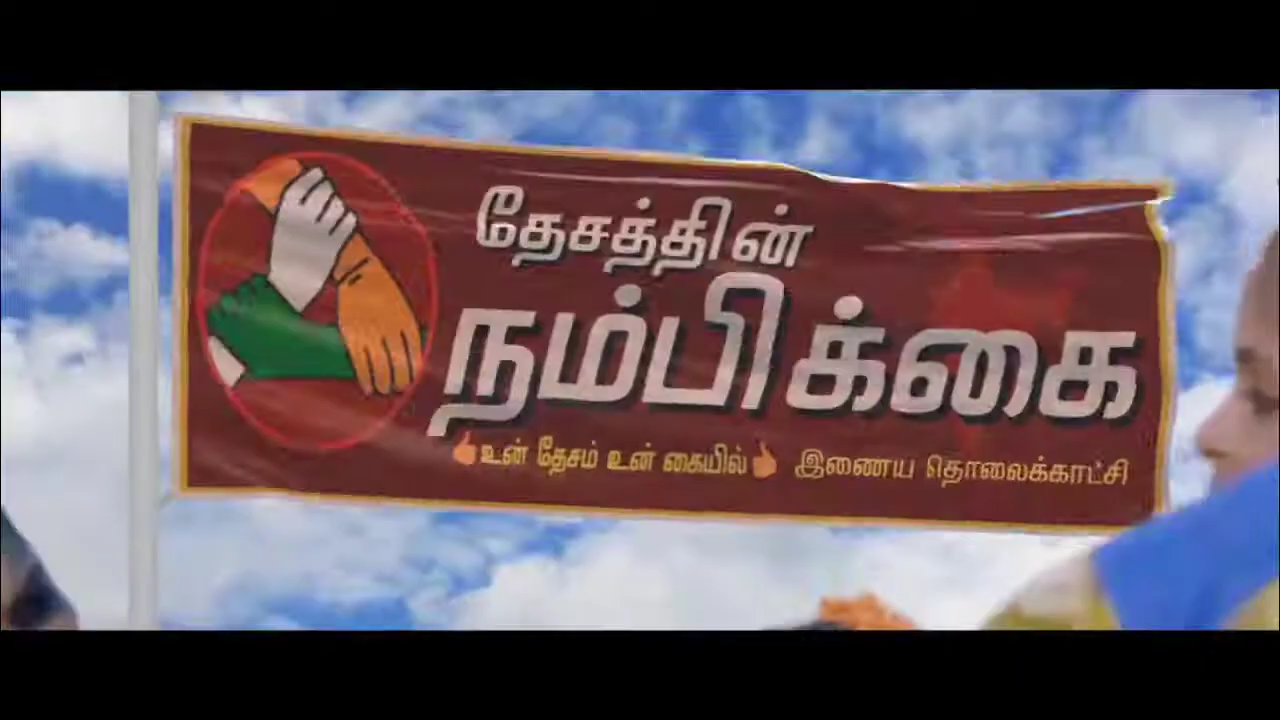 தேசத்தின்
நம்பிக்கை
உன் தேசம் உன் கையில் இணைய தொலைக்காட்சி